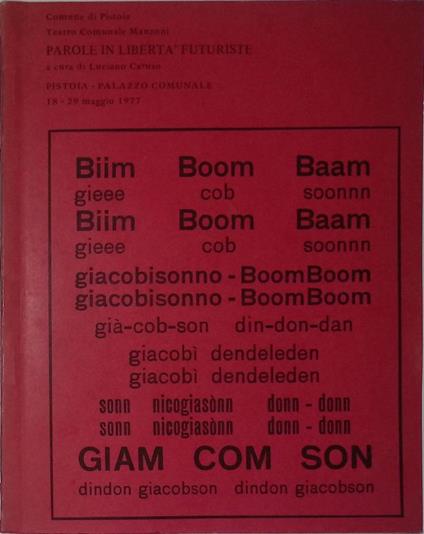 Comune di Pistoia
Teatro Comunale Manzoni
PAROLE IN LIBERTA" FUTURISTE
a cura di Luciano Caruso
PISTOIA - PALAZZO COMUNALE
18 - 29 maggio 1977
Biim Boom Baam
gieee cob soonnn
Biim Boom Baam
gieee cob soonnn
giacobisonno - BoomBoom
giacobisonno - BoomBoom
già-cob-son din-don-dan
giacobì dendeleden
giacobì dendeleden
sonn nicogiasònn donn - donn
sonn nicogiasònn donn - donn
GIAM COM SON
dindon giacobson dindon giacobson